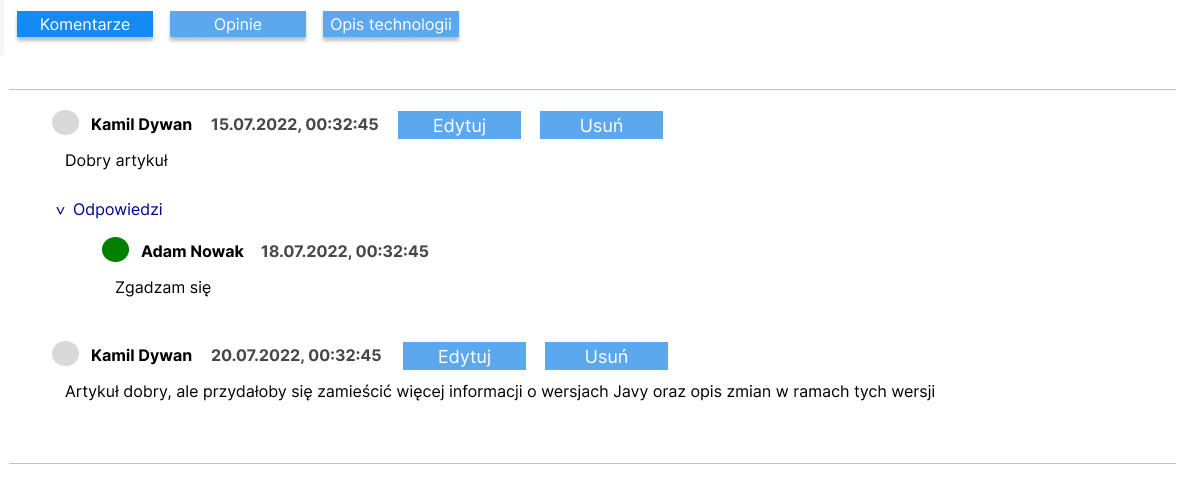 Komentarze Opinie Opis technologii
Kamil Dywan 15.07.2022, 00:32:45 Edytuj Usuń
Dobry artykuł
v Odpowiedzi
Adam Nowak 18.07.2022, 00:32:45
Zgadzam się
Kamil Dywan 20.07.2022, 00:32:45 Edytuj Usuń
Artykuł dobry, ale przydałoby się zamieścić więcej informacji o wersjach Javy oraz opis zmian w ramach tych wersji